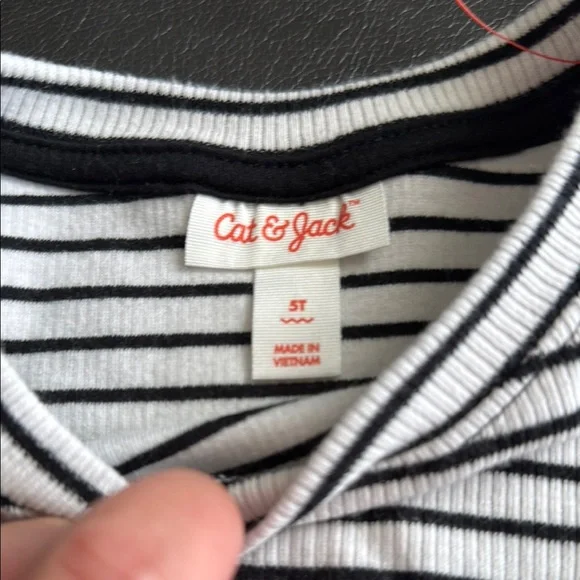 Cat & Jack™
5T
MADE IN
VIETNAM